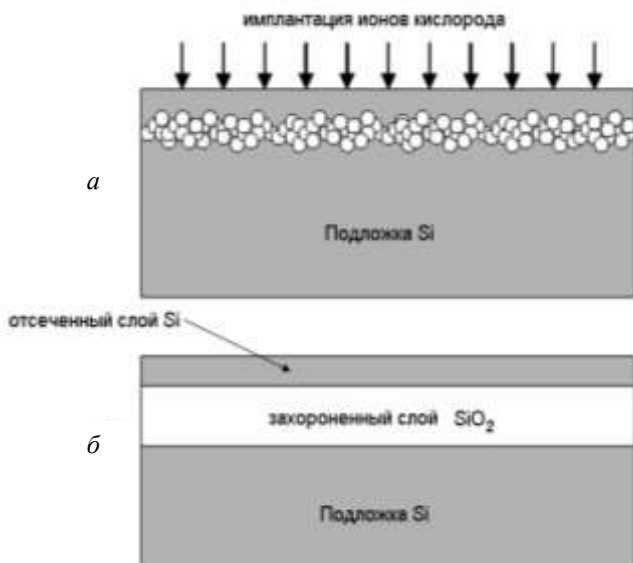 имплантация ионов кислорода
а
Подложка Si
отсеченный слой Si
захороненный слой SiO₂
б
Подложка Si